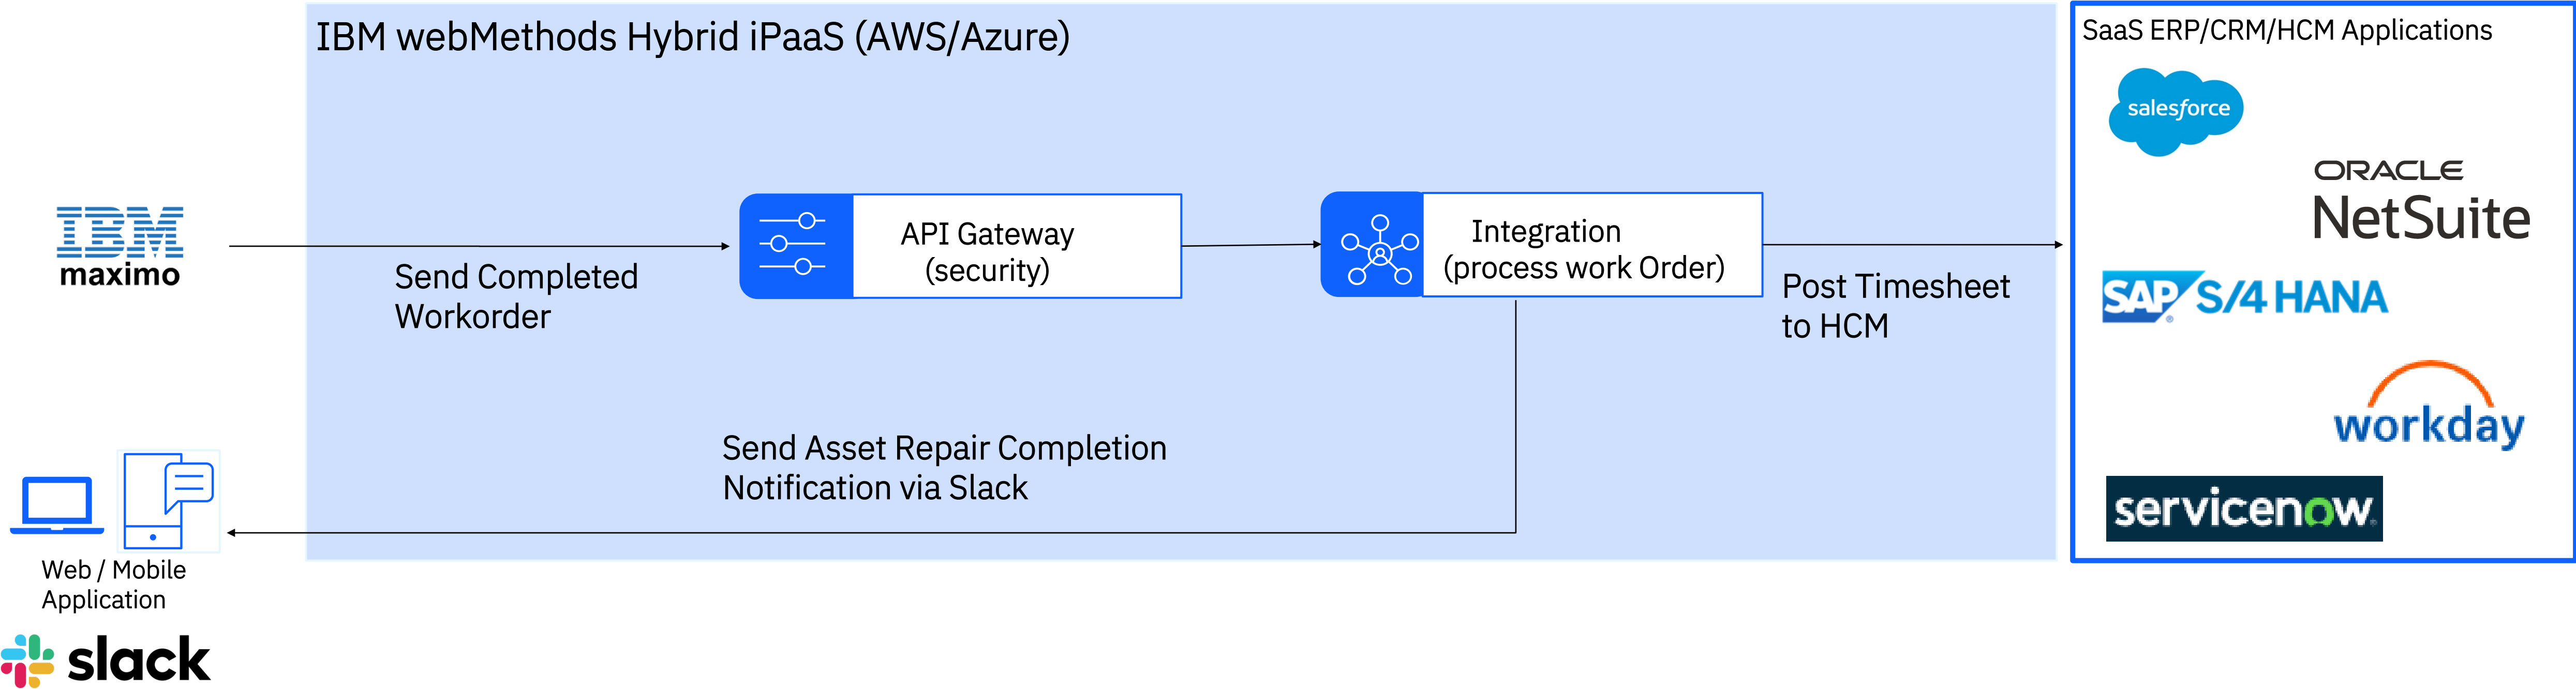 IBM webMethods Hybrid iPaaS (AWS/Azure)
SaaS ERP/CRM/HCM Applications
salesforce
ORACLE
NetSuite
IBM
maximo
Send Completed
Workorder
API Gateway
(security)
Integration
(process work Order)
Post Timesheet
to HCM
SAP S/4 HANA
workday
Send Asset Repair Completion
Notification via Slack
servicenow
Web / Mobile
Application
slack